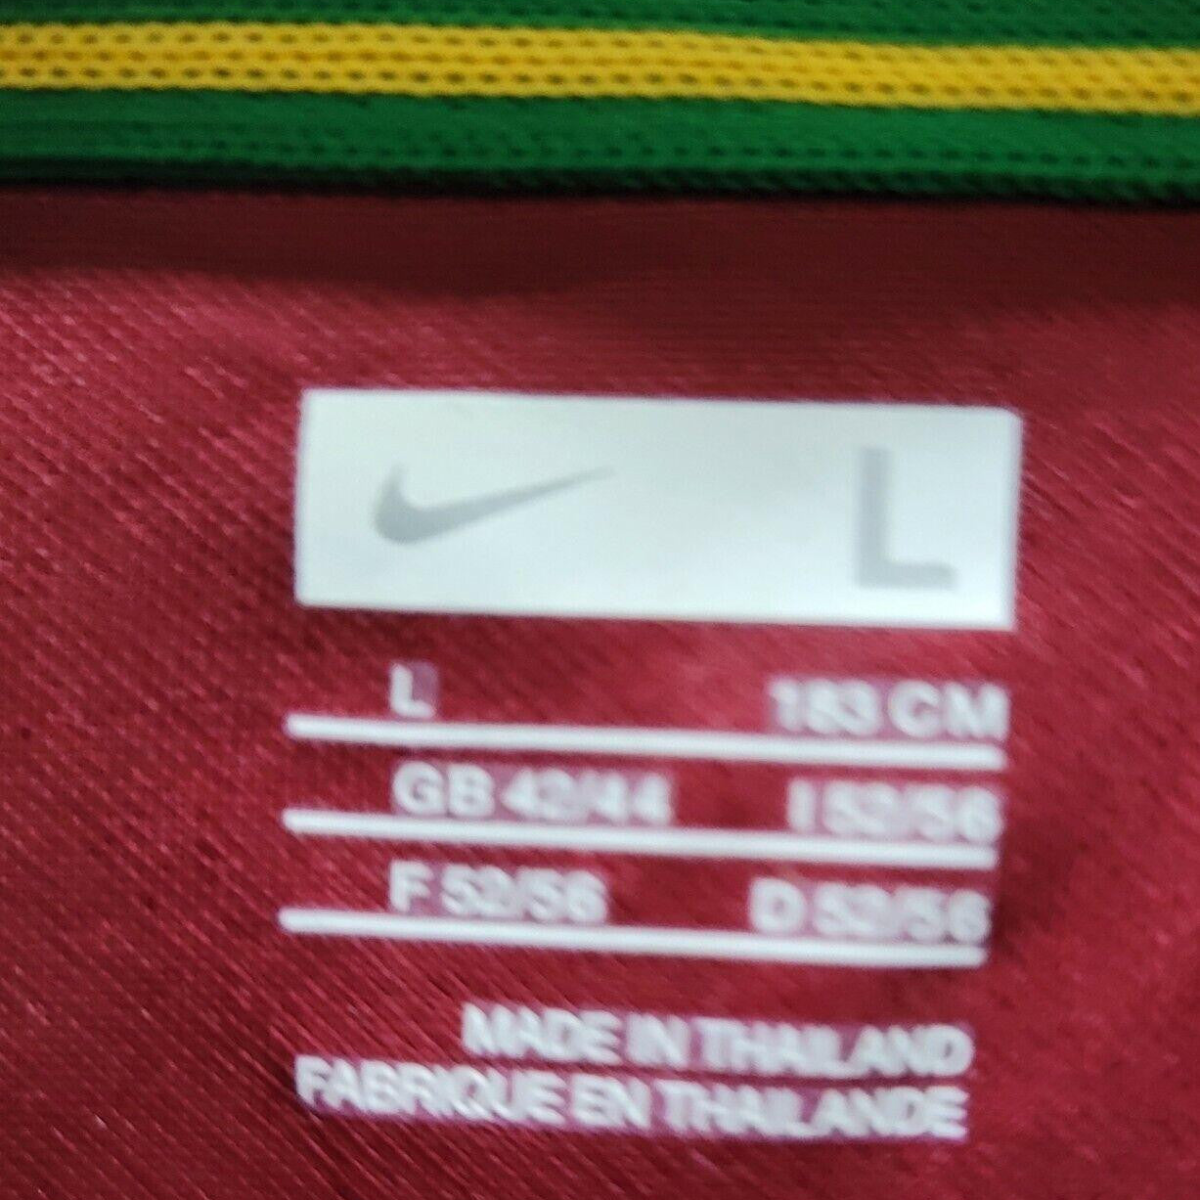 L
L 183 CM
GB 42/44 I 52/56
F 52/56 D 52/56
MADE IN THAILAND
FABRIQUE EN THAILANDE